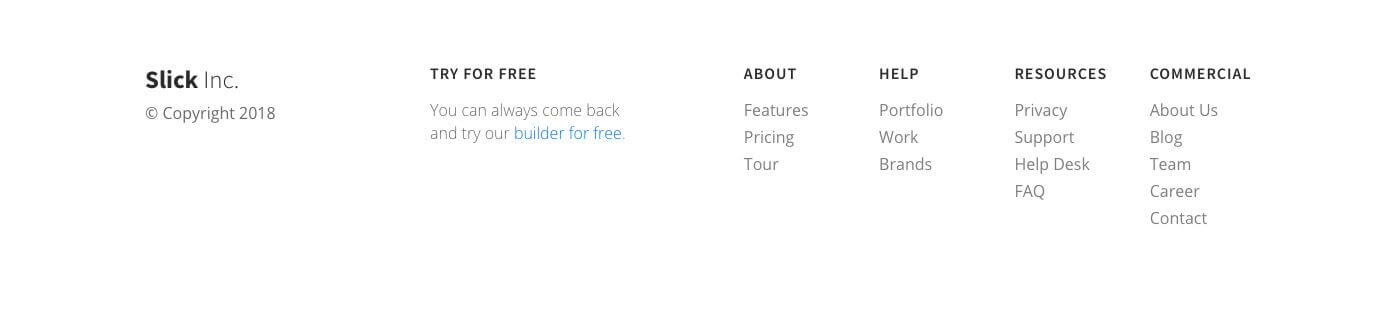 Slick Inc.
© Copyright 2018
TRY FOR FREE
You can always come back
and try our builder for free.
ABOUT
Features
Pricing
Tour
HELP
Portfolio
Work
Brands
RESOURCES
Privacy
Support
Help Desk
FAQ
COMMERCIAL
About Us
Blog
Team
Career
Contact